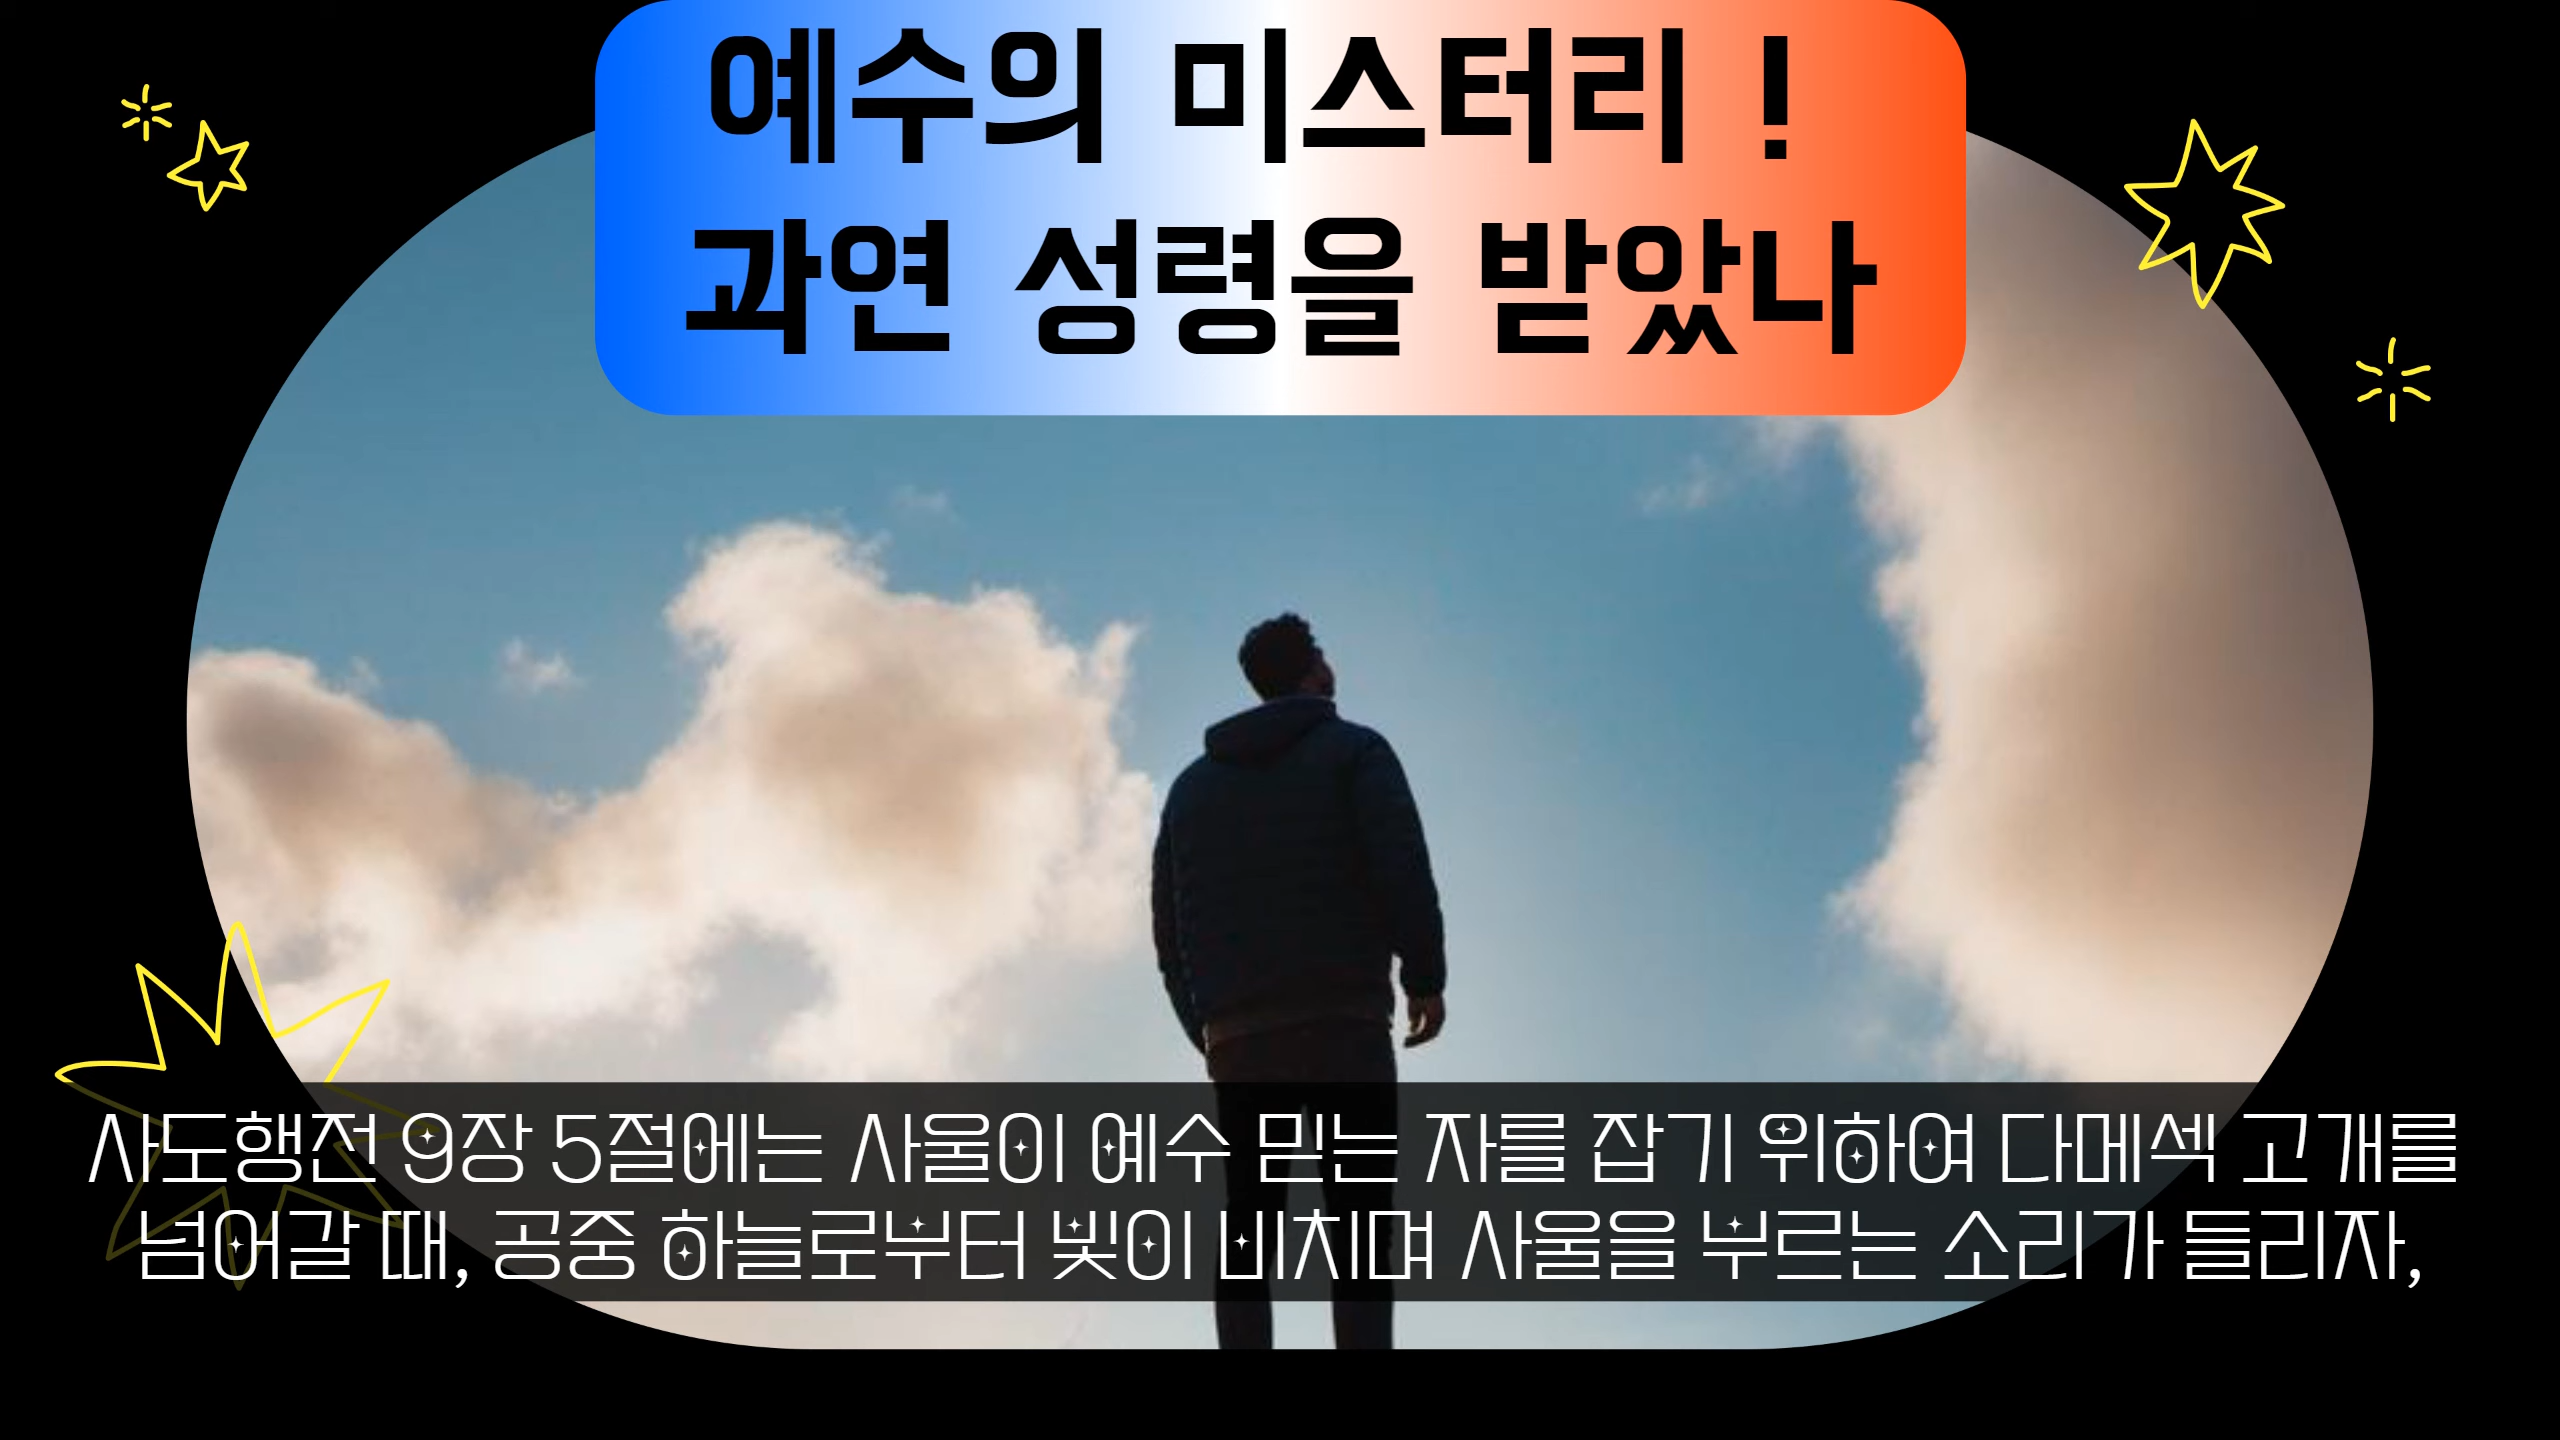 예수의 미스터리 !
과연 성령을 받았나
사도행전 9장 5절에는 사울이 예수 믿는 자를 잡기 위하여 다메섹 고개를
넘어갈 때, 공중 하늘로부터 빛이 비치며 사울을 부르는 소리가 들리자,